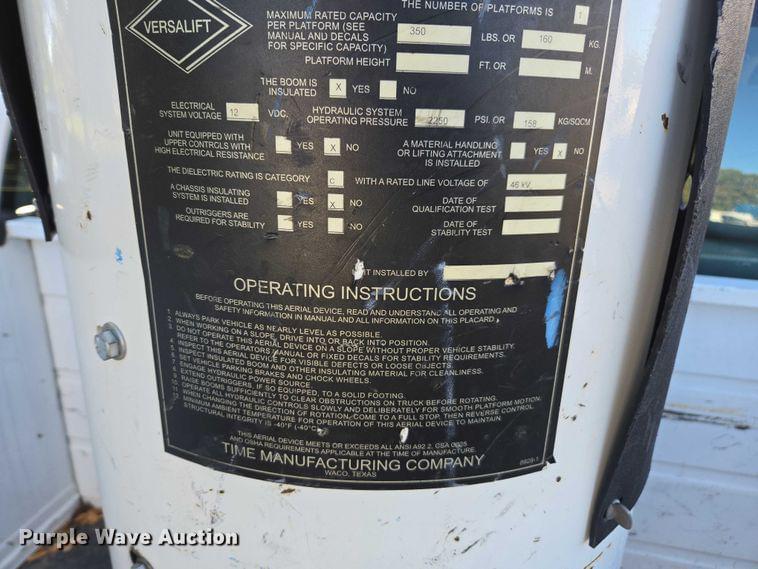 VERSALIFT
THE NUMBER OF PLATFORMS IS 1
MAXIMUM RATED CAPACITY
PER PLATFORM (SEE
MANUAL AND DECALS
FOR SPECIFIC CAPACITY) 350 LBS. OR 160 KG.
PLATFORM HEIGHT FT. OR M.
THE BOOM IS
INSULATED X YES NO
ELECTRICAL
SYSTEM VOLTAGE 12 VDC.
HYDRAULIC SYSTEM
OPERATING PRESSURE 2250 PSI. OR 158 KG/SQCM
UNIT EQUIPPED WITH
UPPER CONTROLS WITH
HIGH ELECTRICAL RESISTANCE YES X NO
A MATERIAL HANDLING
OR LIFTING ATTACHMENT
IS INSTALLED YES X NO
THE DIELECTRIC RATING IS CATEGORY C WITH A RATED LINE VOLTAGE OF 46 KV
A CHASSIS INSULATING
SYSTEM IS INSTALLED YES X NO
DATE OF
QUALIFICATION TEST
OUTRIGGERS ARE
REQUIRED FOR STABILITY YES NO
DATE OF
STABILITY TEST
UNIT INSTALLED BY
OPERATING INSTRUCTIONS
BEFORE OPERATING THIS AERIAL DEVICE, READ AND UNDERSTAND ALL OPERATING AND
SAFETY INFORMATION IN MANUAL AND ALL INFORMATION ON THIS PLACARD.
1. ALWAYS PARK VEHICLE AS NEARLY LEVEL AS POSSIBLE.
2. WHEN WORKING ON A SLOPE, DRIVE INTO OR BACK INTO POSITION.
3. DO NOT OPERATE THIS AERIAL DEVICE ON A SLOPE WITHOUT PROPER VEHICLE STABILITY.
REFER TO THE OPERATORS MANUAL OR FIXED DECALS FOR STABILITY REQUIREMENTS.
4. INSPECT THIS AERIAL DEVICE FOR VISIBLE DEFECTS OR LOOSE OBJECTS.
5. INSPECT INSULATED BOOM AND OTHER INSULATING MATERIAL FOR CLEANLINESS.
6. SET VEHICLE PARKING BRAKES AND CHOCK WHEELS.
7. ENGAGE HYDRAULIC POWER SOURCE.
8. EXTEND OUTRIGGERS, IF SO EQUIPPED, TO A SOLID FOOTING.
9. RAISE BOOMS SUFFICIENTLY TO CLEAR OBSTRUCTIONS ON TRUCK BEFORE ROTATING.
10. OPERATE ALL HYDRAULIC CONTROLS SLOWLY AND DELIBERATELY FOR SMOOTH PLATFORM MOTION.
11. WHEN CHANGING THE DIRECTION OF ROTATION, COME TO A FULL STOP, THEN REVERSE CONTROL.
12. MINIMUM AMBIENT TEMPERATURE FOR OPERATION OF THIS AERIAL DEVICE TO MAINTAIN
STRUCTURAL INTEGRITY IS -40°F (-40°C)
THIS AERIAL DEVICE MEETS OR EXCEEDS ALL ANSI A92.2, CSA C225
AND OSHA REQUIREMENTS APPLICABLE AT THE TIME OF MANUFACTURE.
TIME MANUFACTURING COMPANY
WACO, TEXAS
Purple Wave Auction